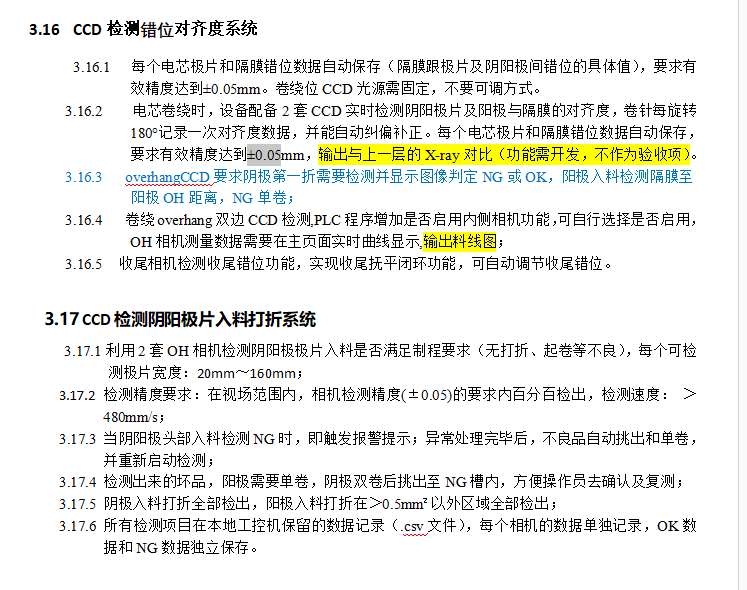 3.16 CCD 检测错位对齐度系统
3.16.1 每个电芯极片和隔膜错位数据自动保存（隔膜跟极片及阴阳极间错位的具体值），要求有
效精度达到±0.05mm。卷绕位 CCD 光源需固定，不要可调方式。
3.16.2 电芯卷绕时，设备配备 2 套 CCD 实时检测阴阳极片及阳极与隔膜的对齐度，卷针每旋转
180°记录一次对齐度数据，并能自动纠偏补正。每个电芯极片和隔膜错位数据自动保存，
要求有效精度达到±0.05mm，输出与上一层的 X-ray 对比（功能需开发，不作为验收项）。
3.16.3 overhangCCD 要求阴极第一折需要检测并显示图像判定 NG 或 OK，阳极入料检测隔膜至
阳极 OH 距离，NG 单卷；
3.16.4 卷绕 overhang 双边 CCD 检测,PLC 程序增加是否启用内侧相机功能,可自行选择是否启用，
OH 相机测量数据需要在主页面实时曲线显示,输出料线图；
3.16.5 收尾相机检测收尾错位功能，实现收尾抚平闭环功能，可自动调节收尾错位。
3.17 CCD 检测阴阳极片入料打折系统
3.17.1 利用 2 套 OH 相机检测阴阳极极片入料是否满足制程要求（无打折、起卷等不良），每个可检
测极片宽度：20mm～160mm；
3.17.2 检测精度要求：在视场范围内，相机检测精度(±0.05)的要求内百分百检出，检测速度：＞
480mm/s；
3.17.3 当阴阳极头部入料检测 NG 时，即触发报警提示；异常处理完毕后，不良品自动挑出和单卷，
并重新启动检测；
3.17.4 检测出来的坏品，阳极需要单卷，阴极双卷后挑出至 NG 槽内，方便操作员去确认及复测；
3.17.5 阴极入料打折全部检出，阳极入料打折在＞0.5mm² 以外区域全部检出；
3.17.6 所有检测项目在本地工控机保留的数据记录（.csv 文件），每个相机的数据单独记录，OK 数
据和 NG 数据独立保存。